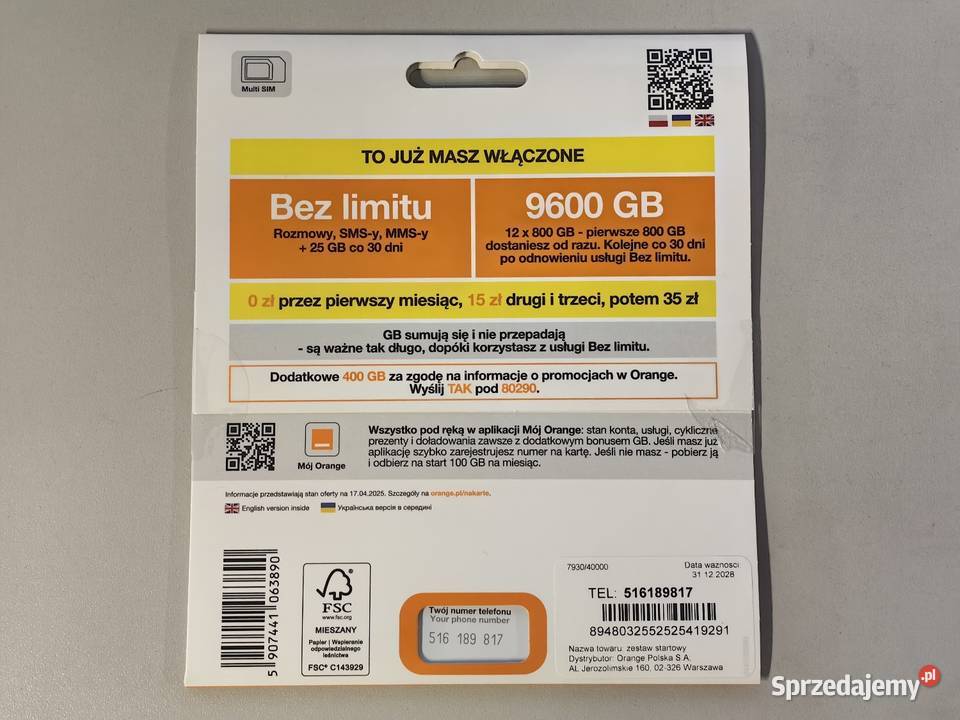 Multi SIM
TO JUŻ MASZ WŁĄCZONE
Bez limitu
Rozmowy, SMS-y, MMS-y
+ 25 GB co 30 dni
9600 GB
12 x 800 GB - pierwsze 800 GB
dostaniesz od razu. Kolejne co 30 dni
po odnowieniu usługi Bez limitu.
0 zł przez pierwszy miesiąc, 15 zł drugi i trzeci, potem 35 zł
GB sumują się i nie przepadają
- są ważne tak długo, dopóki korzystasz z usługi Bez limitu.
Dodatkowe 400 GB za zgodę na informacje o promocjach w Orange.
Wyślij TAK pod 80290.
Mój Orange
Wszystko pod ręką w aplikacji Mój Orange: stan konta, usługi, cykliczne
prezenty i doładowania zawsze z dodatkowym bonusem GB. Jeśli masz już
aplikację szybko zarejestrujesz numer na kartę. Jeśli nie masz - pobierz ją
i odbierz na start 100 GB na miesiąc.
Informacje przedstawiają stan oferty na 17.04.2025. Szczegóły na orange.pl/nakarte.
English version inside
Українська версія в середині
5 907441 063890
FSC
www.fsc.org
MIESZANY
Papier | Wspieranie
odpowiedzialnego
leśnictwa
FSC® C143929
Twój numer telefonu
Your phone number
516 189 817
7930/40000
Data ważności
31.12.2028
TEL: 516189817
8948032552525419291
Nazwa towaru: zestaw startowy
Dystrybutor: Orange Polska S.A.
AL Jerozolimskie 160, 02-326 Warszawa
Sprzedajemy.pl